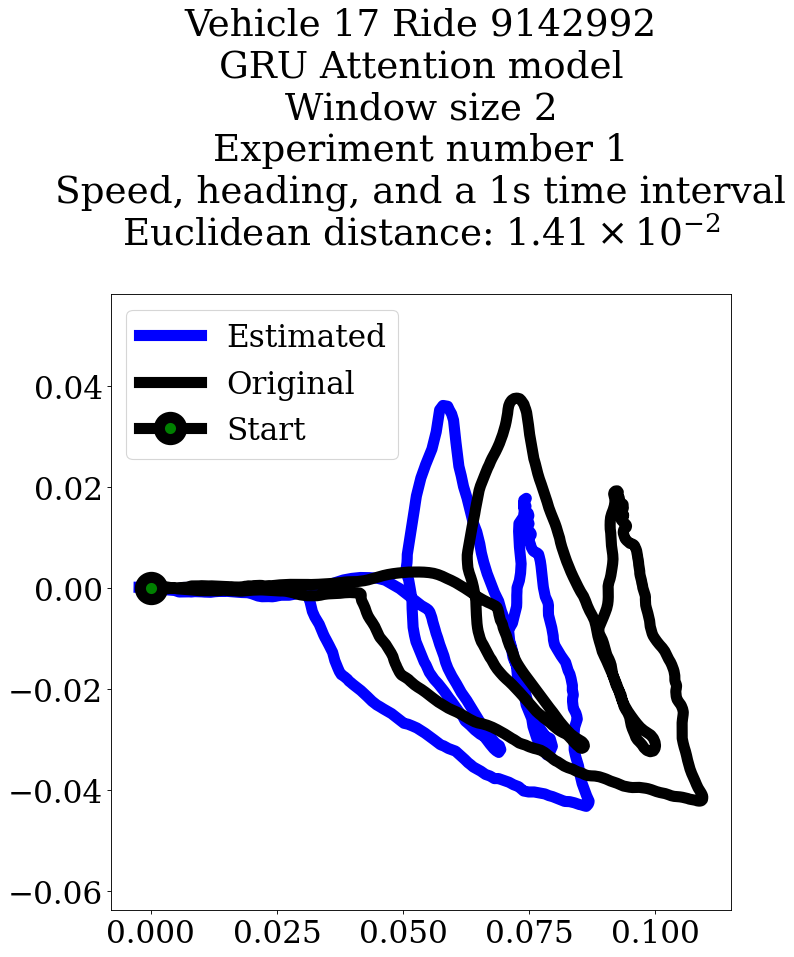 Vehicle 17 Ride 9142992
GRU Attention model
Window size 2
Experiment number 1
Speed, heading, and a 1s time interval
Euclidean distance: 1.41 × 10⁻²
Estimated
Original
Start
0.04
0.02
0.00
−0.02
−0.04
−0.06
0.000 0.025 0.050 0.075 0.100